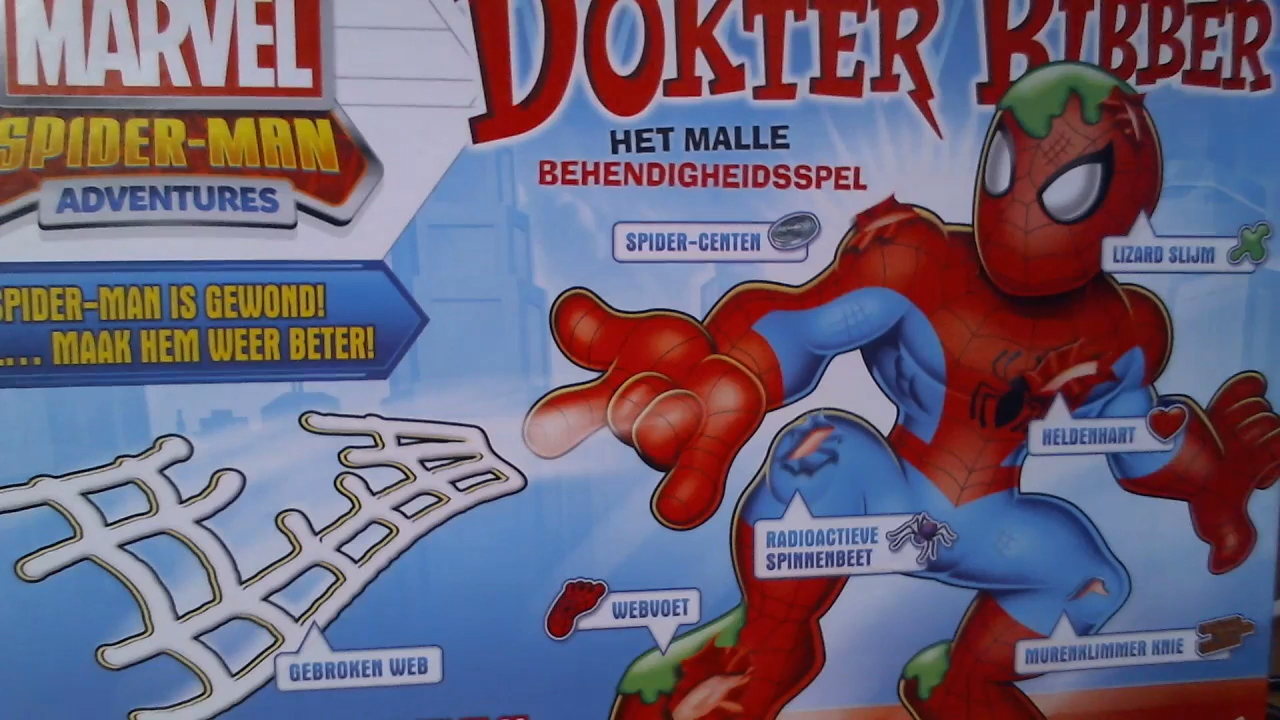 MARVEL
SPIDER-MAN
ADVENTURES
DOKTER BIBBER
HET MALLE
BEHENDIGHEIDSSPEL
SPIDER-CENTEN
LIZARD SLIJM
SPIDER-MAN IS GEWOND!
... MAAK HEM WEER BETER!
HELDENHART
RADIOACTIEVE
SPINNENBEET
WEBVOET
MURENKLIMMER KNIE
GEBROKEN WEB